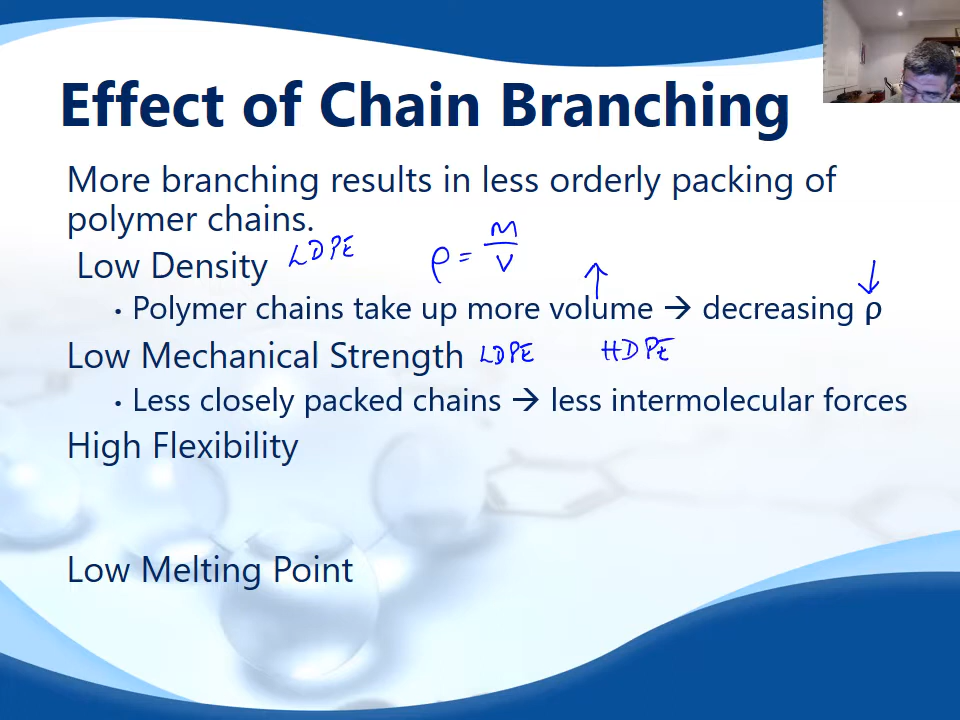 Effect of Chain Branching
More branching results in less orderly packing of
polymer chains.
Low Density LDPE ρ = M/V
• Polymer chains take up more volume ↑ → decreasing ρ ↓
Low Mechanical Strength LDPE HDPE
• Less closely packed chains → less intermolecular forces
High Flexibility
Low Melting Point